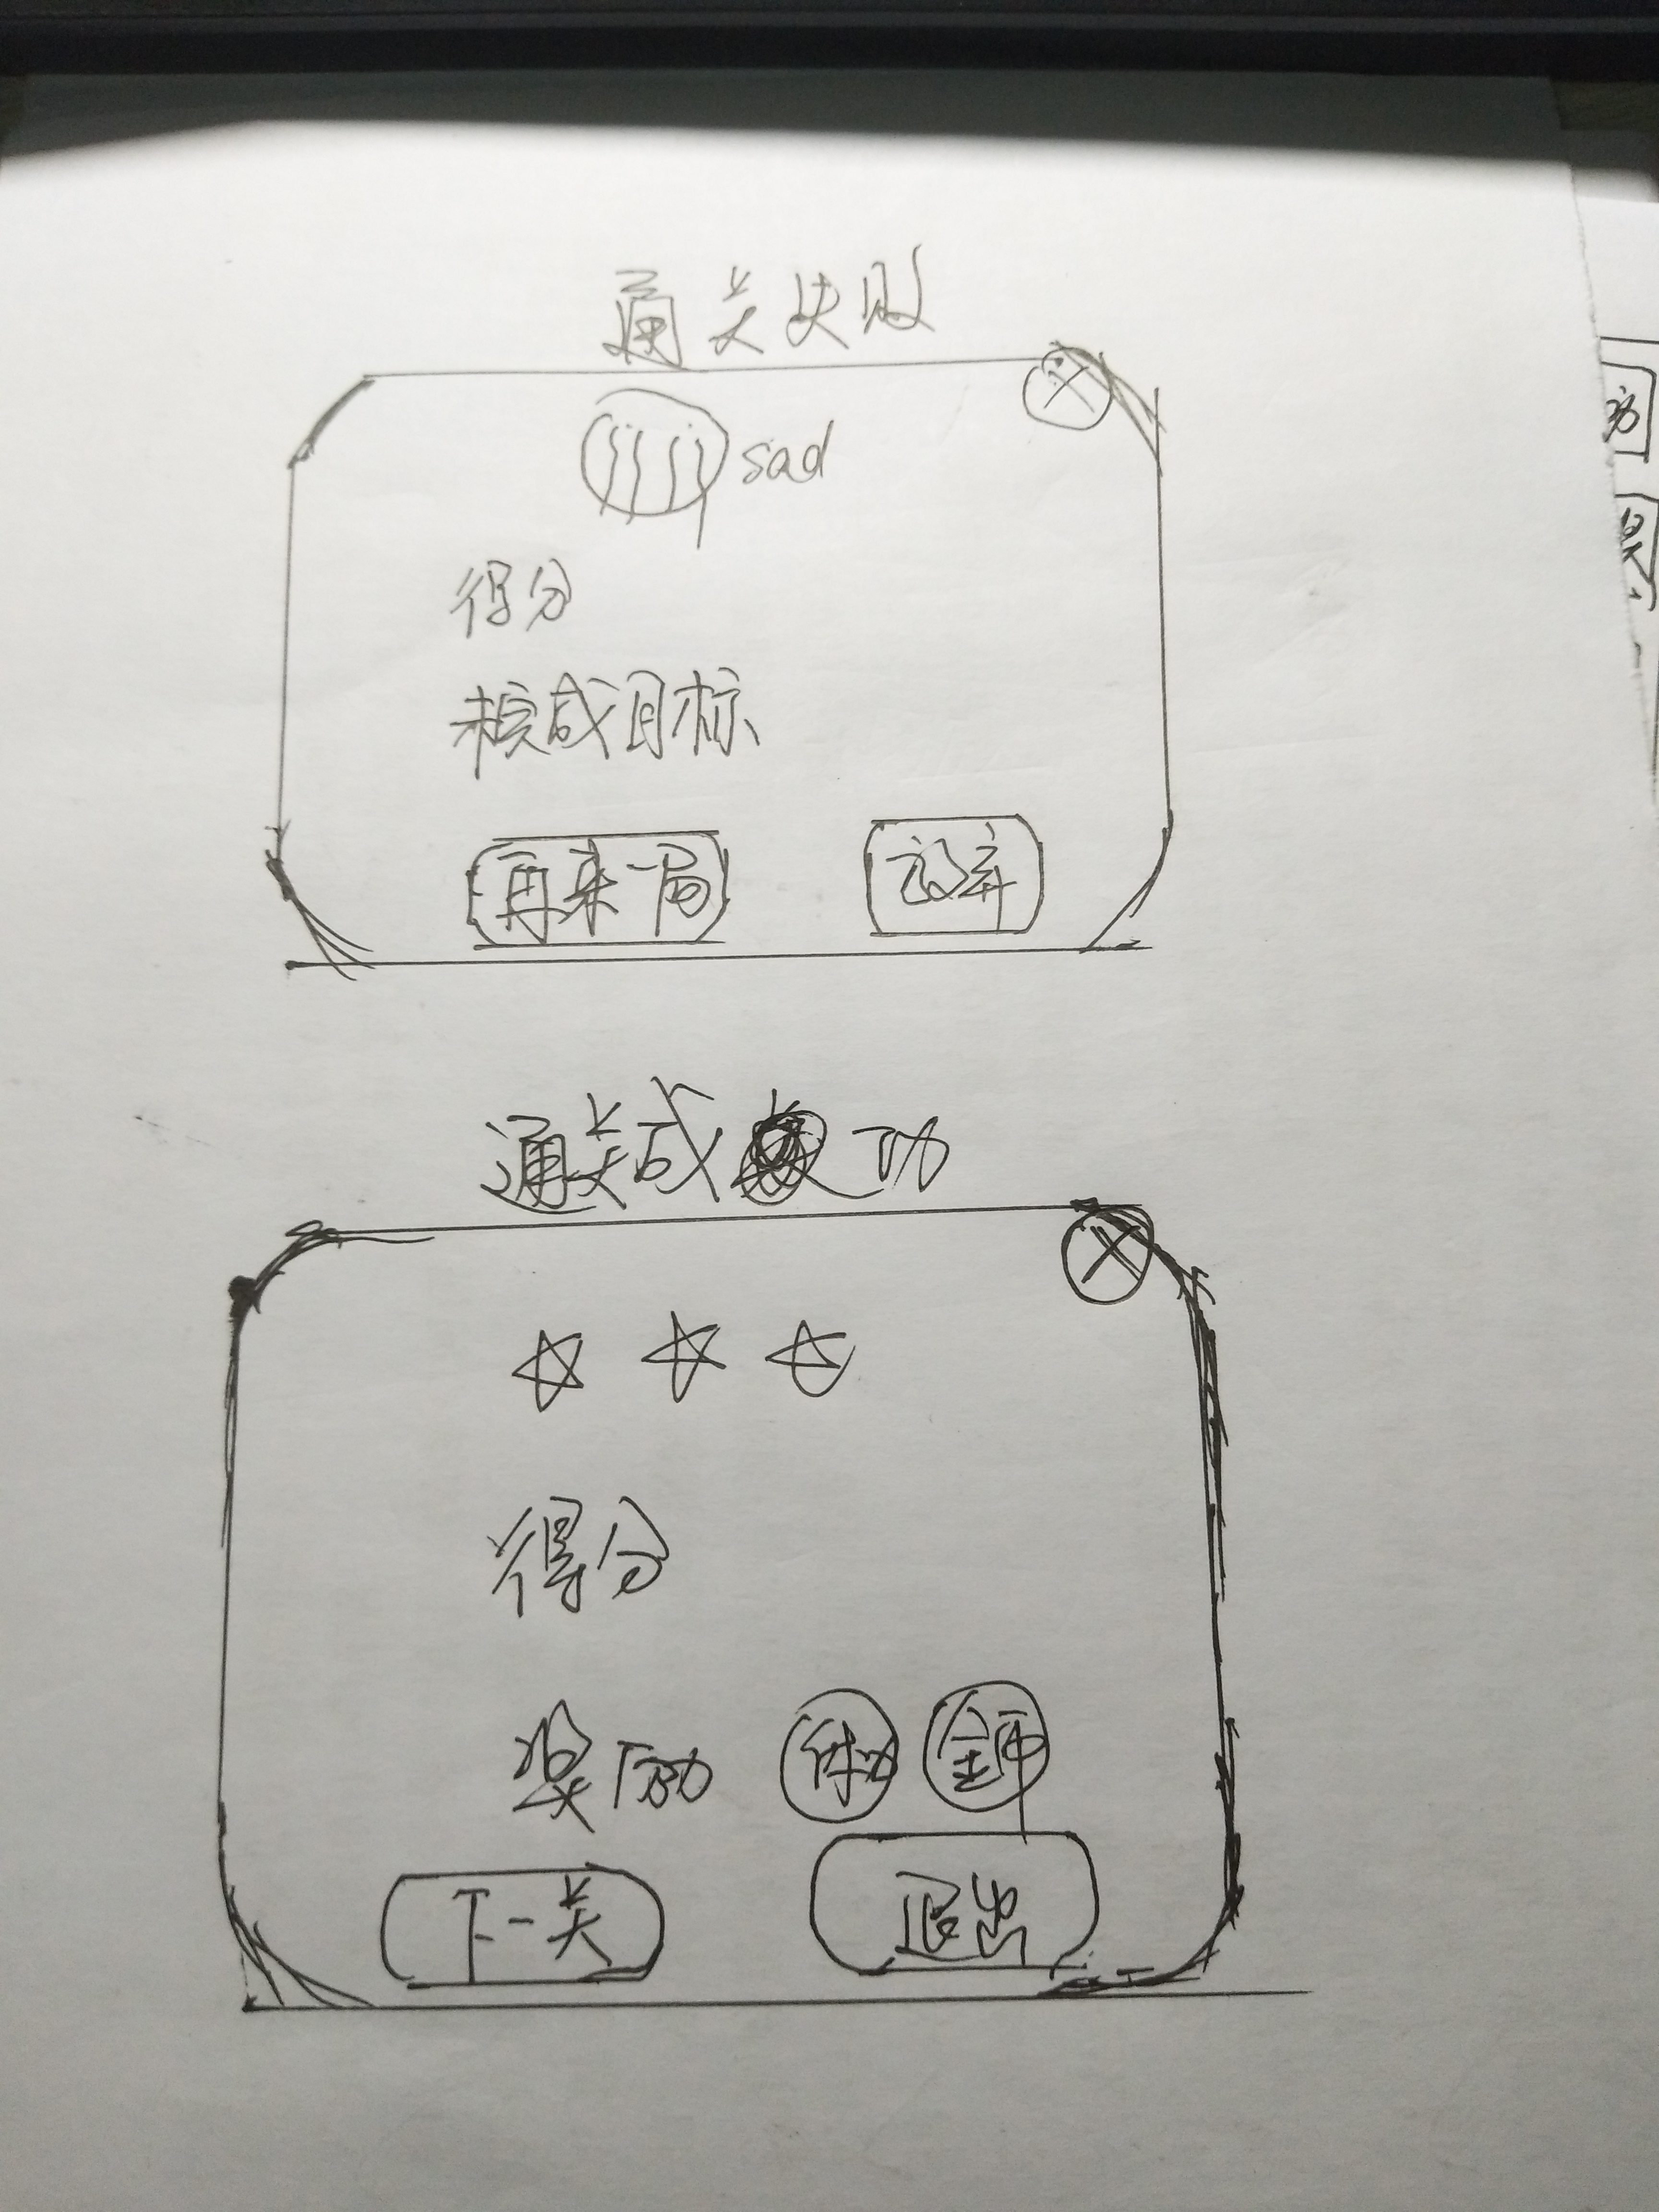 通关失败
sad
得分
未完成目标
再来一局 放弃
通关成功
得分
奖励 体力 金币
下一关 退出